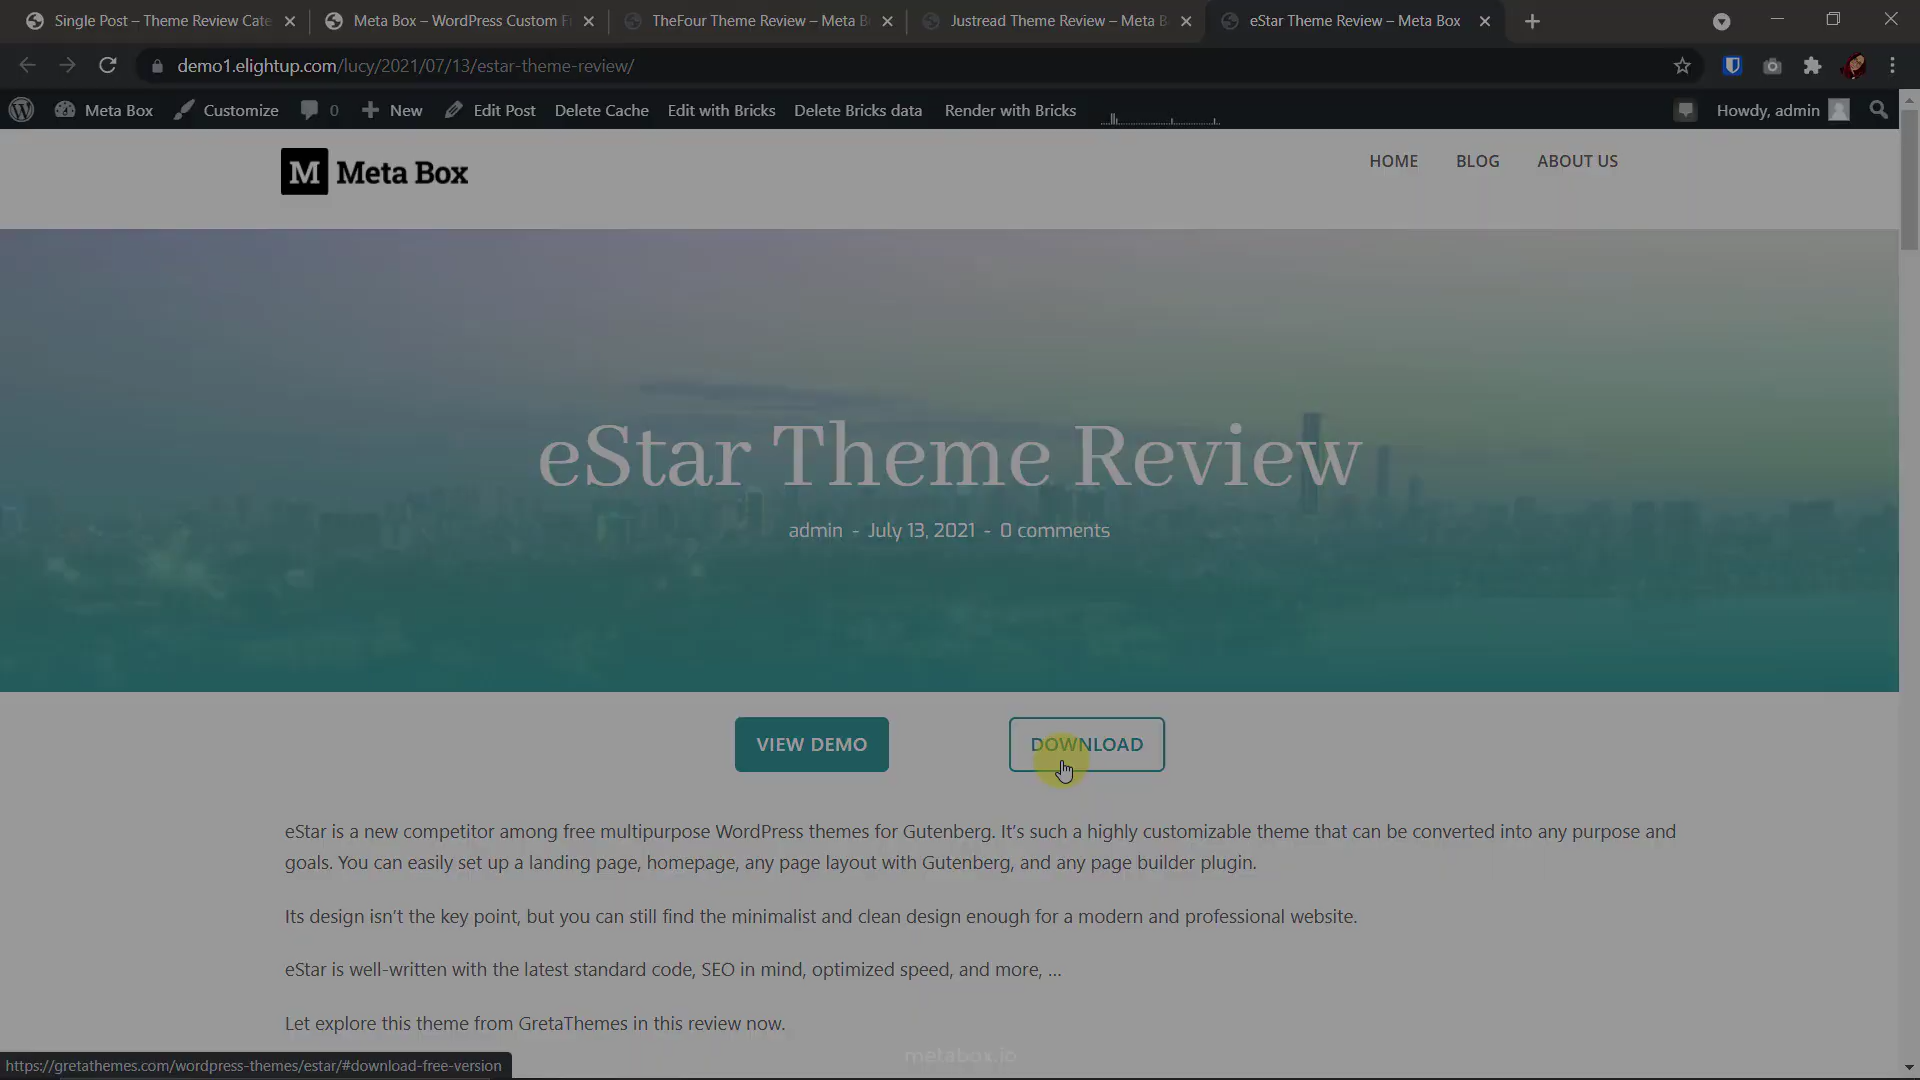 Single Post – Theme Review Cate
Meta Box – WordPress Custom F
TheFour Theme Review – Meta B
Justread Theme Review – Meta B
eStar Theme Review – Meta Box
demo1.elightup.com/lucy/2021/07/13/estar-theme-review/
Meta Box
Customize
0
New
Edit Post
Delete Cache
Edit with Bricks
Delete Bricks data
Render with Bricks
Howdy, admin
M Meta Box
HOME
BLOG
ABOUT US
eStar Theme Review
admin - July 13, 2021 - 0 comments
VIEW DEMO
DOWNLOAD
eStar is a new competitor among free multipurpose WordPress themes for Gutenberg. It’s such a highly customizable theme that can be converted into any purpose and
goals. You can easily set up a landing page, homepage, any page layout with Gutenberg, and any page builder plugin.
Its design isn’t the key point, but you can still find the minimalist and clean design enough for a modern and professional website.
eStar is well-written with the latest standard code, SEO in mind, optimized speed, and more, …
Let explore this theme from GretaThemes in this review now.
metabox.io
https://gretathemes.com/wordpress-themes/estar/#download-free-version